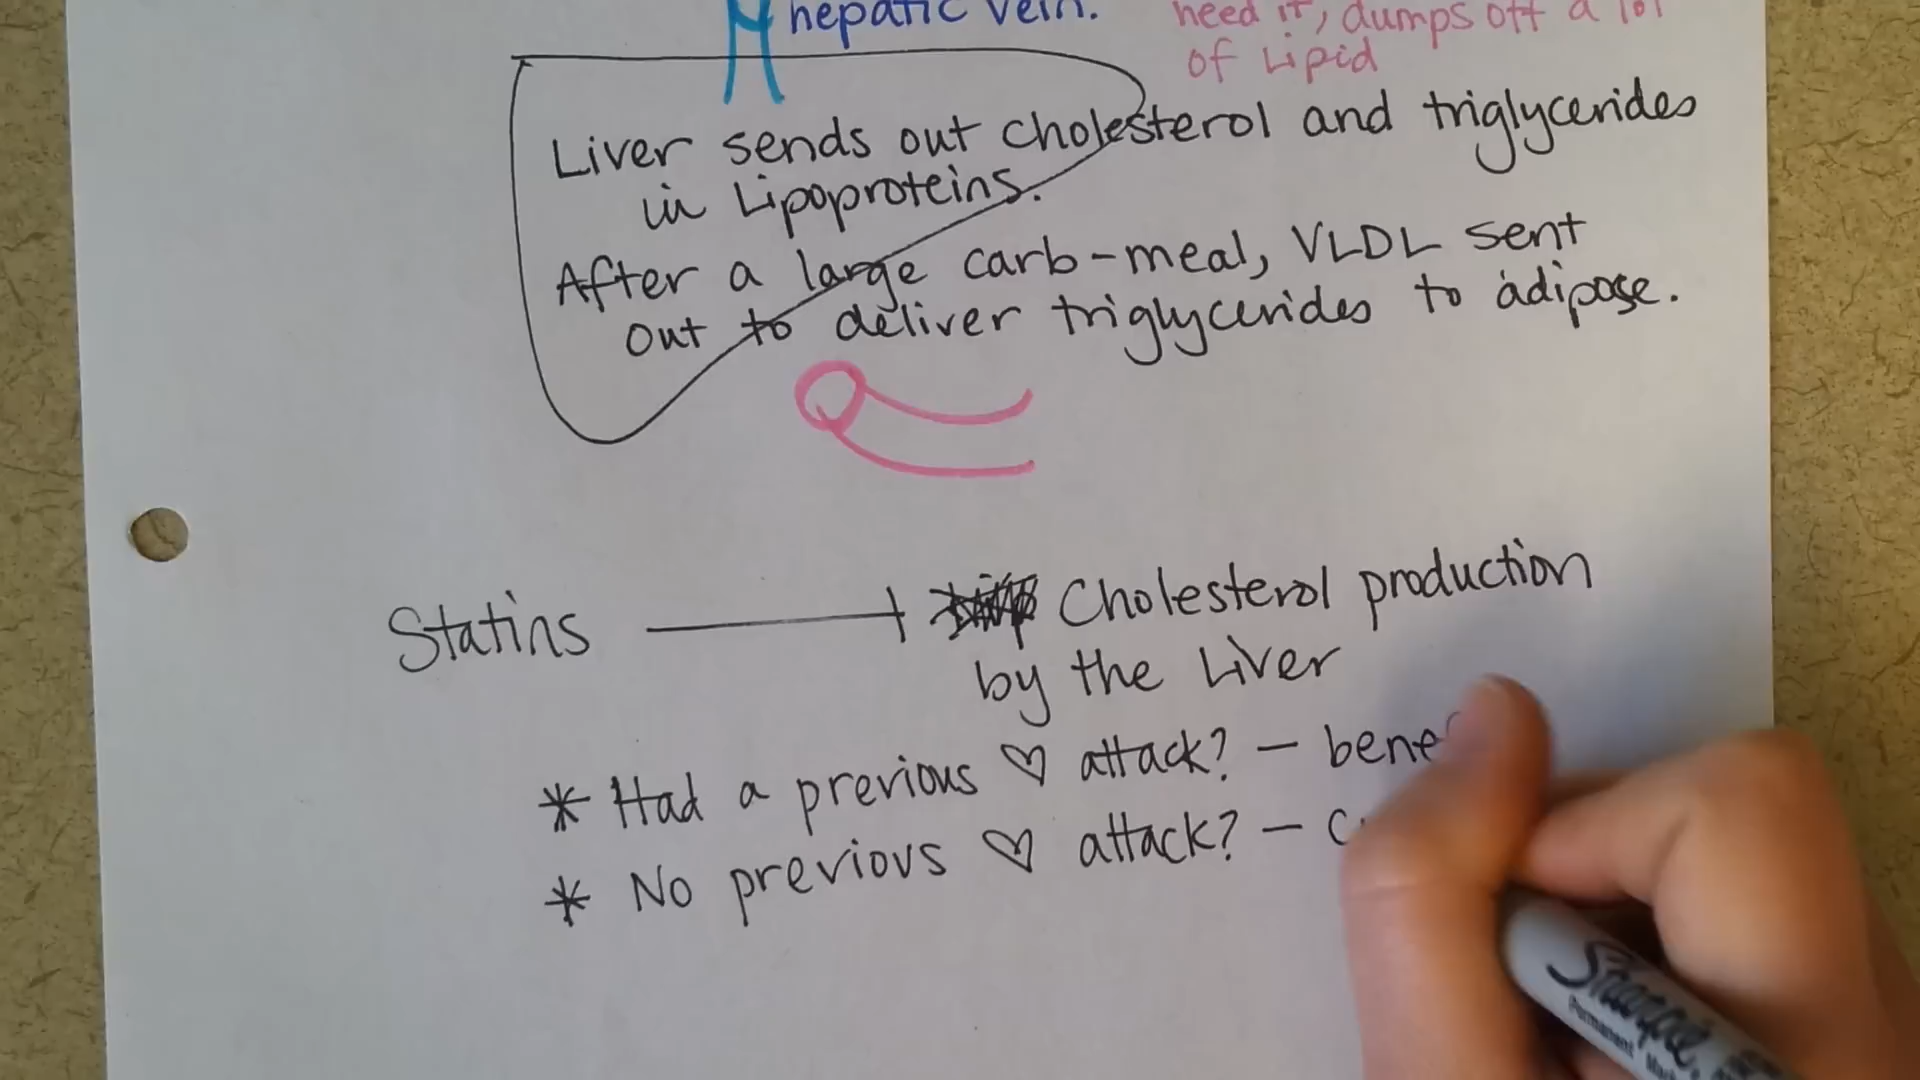 hepatic vein.
need it, dumps off a lot
of Lipid
Liver sends out cholesterol and triglycerides
in Lipoproteins.
After a large carb-meal, VLDL sent
out to deliver triglycerides to adipose.
Statins
Cholesterol production
by the Liver
* Had a previous ♡ attack? –
* No previous ♡ attack? –
Sharpie
Permanent